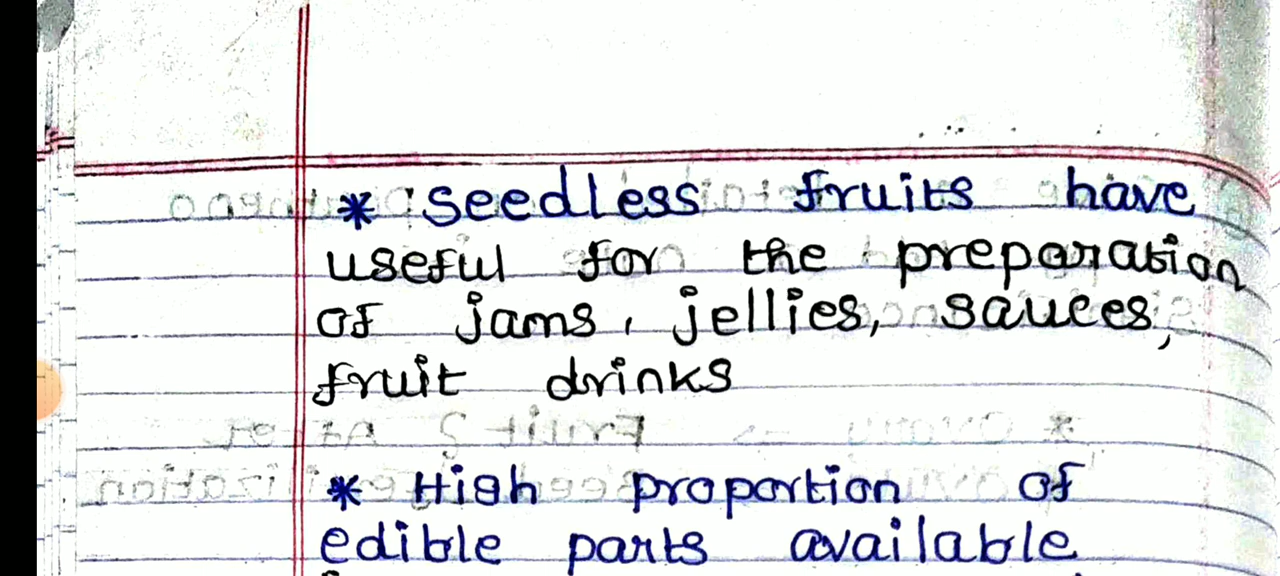 * Seedless fruits have
useful for the preparation
of jams, jellies, sauces,
fruit drinks
* High proportion of
edible parts available